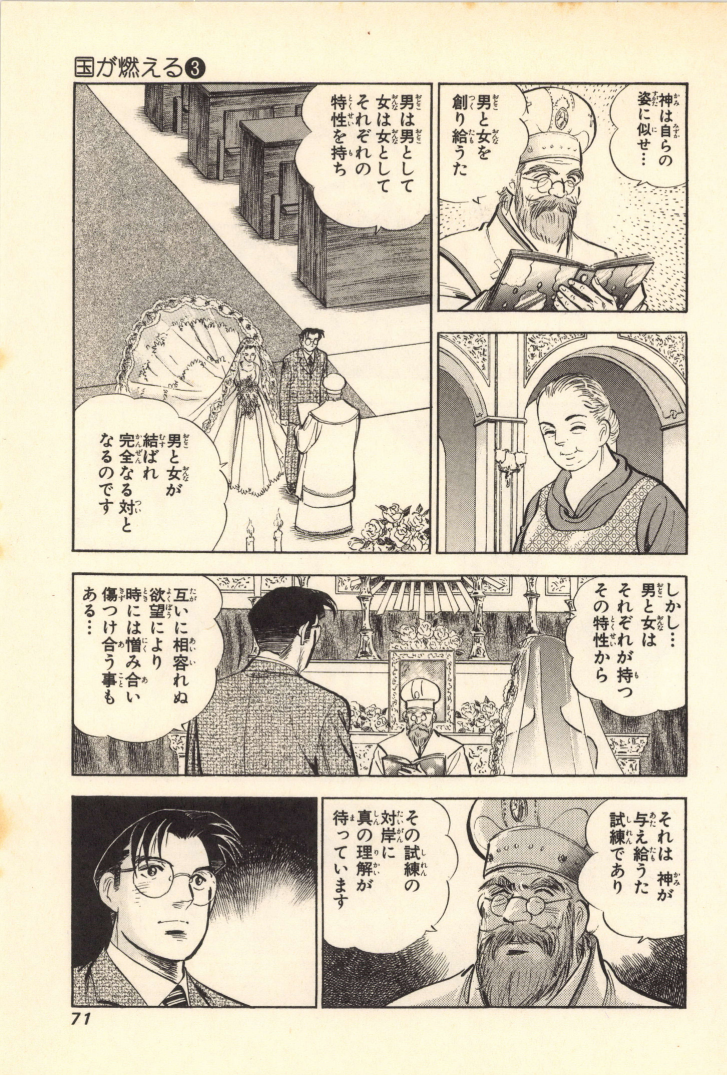 国が燃える❸
神は自らの
姿に似せ…
男と女を
創り給うた
男は男として
女は女として
それぞれの
特性を持ち
男と女が
結ばれ
完全なる対と
なるのです
しかし…
男と女は
それぞれが持つ
その特性から
互いに相容れぬ
欲望により
時には憎み合い
傷つけ合う事も
ある…
それは 神が
与え給うた
試練であり
その試練の
対岸に
真の理解が
待っています
71